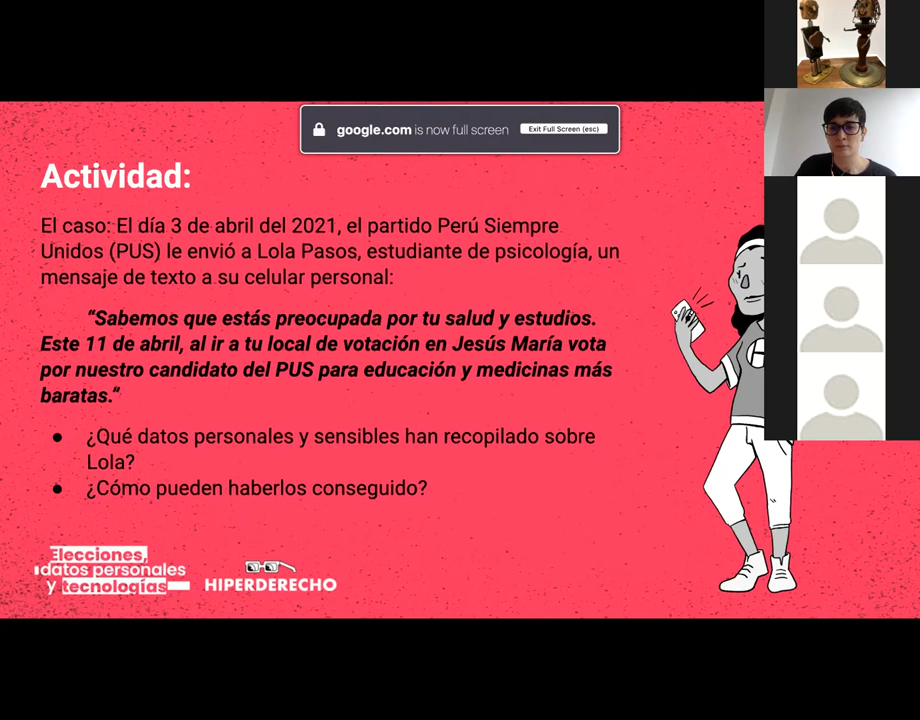 google.com is now full screen
Exit Full Screen (esc)
Actividad:
El caso: El día 3 de abril del 2021, el partido Perú Siempre
Unidos (PUS) le envió a Lola Pasos, estudiante de psicología, un
mensaje de texto a su celular personal:
“Sabemos que estás preocupada por tu salud y estudios.
Este 11 de abril, al ir a tu local de votación en Jesús María vota
por nuestro candidato del PUS para educación y medicinas más
baratas.“
● ¿Qué datos personales y sensibles han recopilado sobre
Lola?
● ¿Cómo pueden haberlos conseguido?
Elecciones,
datos personales
y tecnologías
HIPERDERECHO